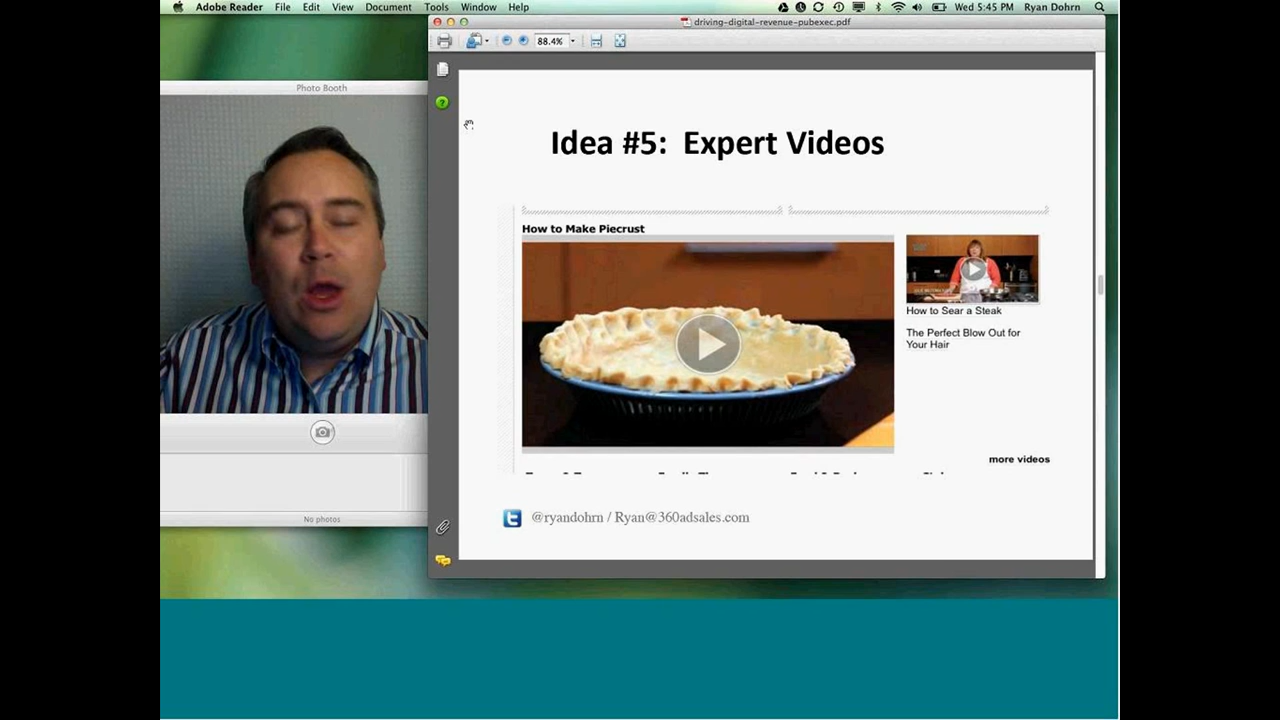 Adobe Reader File Edit View Document Tools Window Help Wed 5:45 PM Ryan Dohrn
driving-digital-revenue-pubexec.pdf
88.4%
Photo Booth
Idea #5: Expert Videos
How to Make Piecrust
How to Sear a Steak
The Perfect Blow Out for
Your Hair
more videos
@ryandohrn / Ryan@360adsales.com
No photos